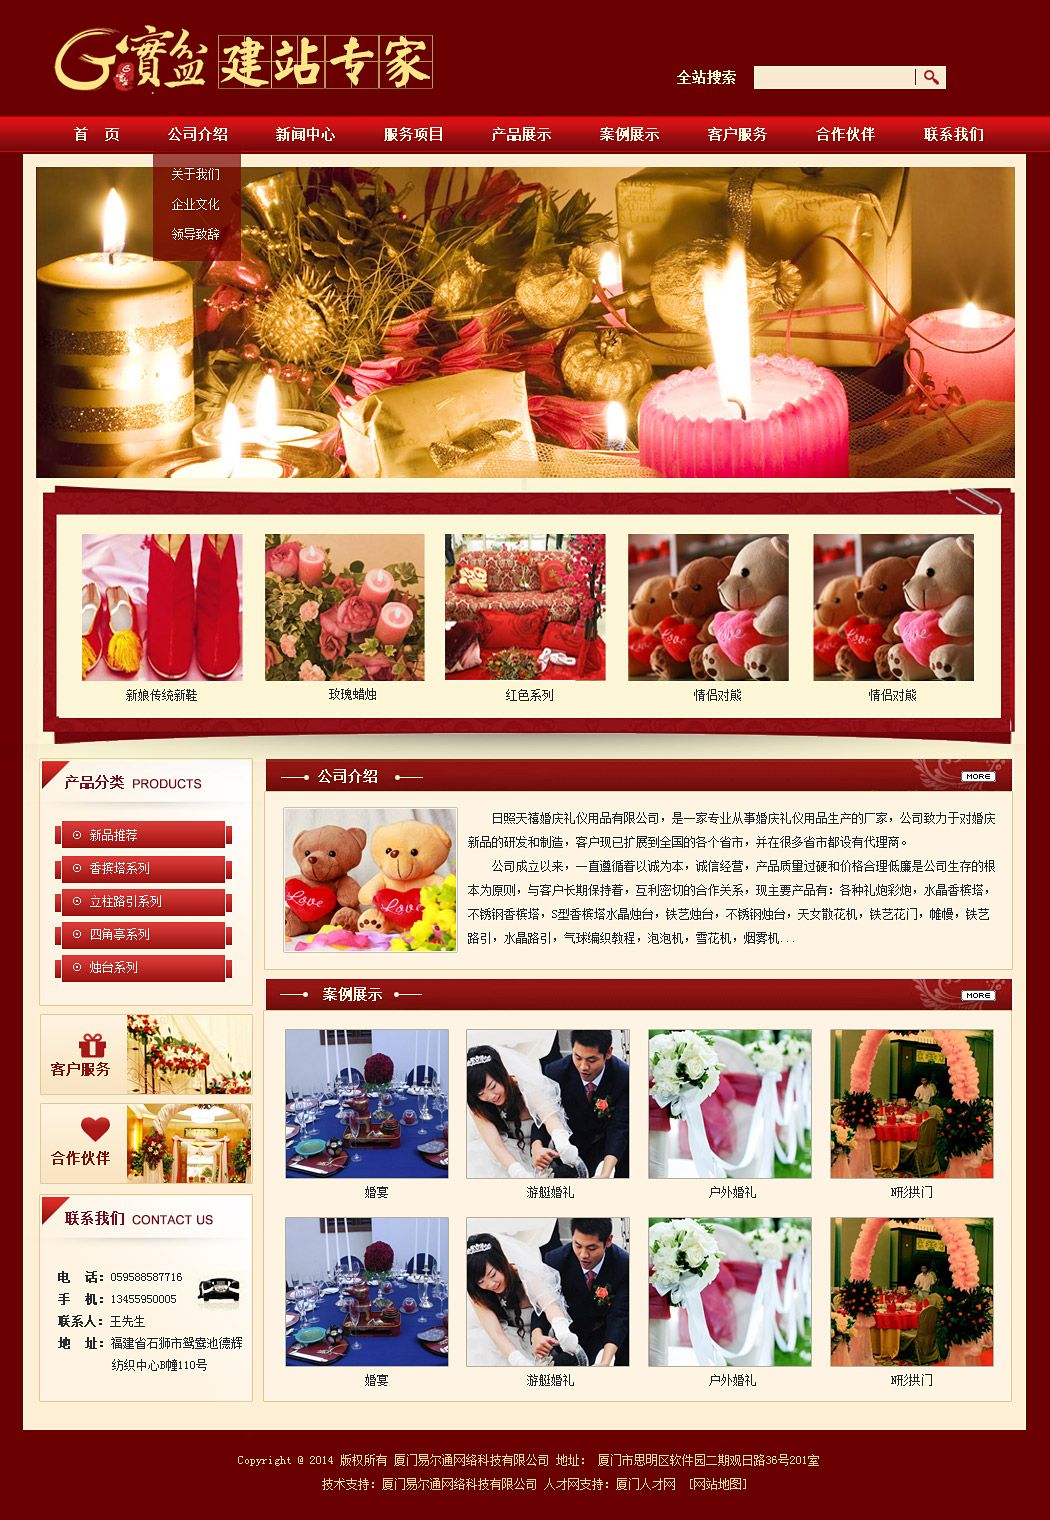 G寶盆 建站专家
全站搜索
首 页 公司介绍 新闻中心 服务项目 产品展示 案例展示 客户服务 合作伙伴 联系我们
关于我们
企业文化
领导致辞
新娘传统新鞋 玫瑰蜡烛 红色系列 情侣对熊 情侣对熊
产品分类 PRODUCTS
新品推荐
香槟塔系列
立柱路引系列
四角亭系列
烛台系列
客户服务
合作伙伴
联系我们 CONTACT US
电 话：059588587716
手 机：13455950005
联系人：王先生
地 址：福建省石狮市鸳鸯池德辉
纺织中心B幢110号
公司介绍 MORE
Love Love
日照天禧婚庆礼仪用品有限公司，是一家专业从事婚庆礼仪用品生产的厂家，公司致力于对婚庆
新品的研发和制造，客户现已扩展到全国的各个省市，并在很多省市都设有代理商。
公司成立以来，一直遵循着以诚为本，诚信经营，产品质量过硬和价格合理低廉是公司生存的根
本为原则，与客户长期保持着，互利密切的合作关系，现主要产品有：各种礼炮彩炮，水晶香槟塔，
不锈钢香槟塔，S型香槟塔水晶烛台，铁艺烛台，不锈钢烛台，天女散花机，铁艺花门，帷幔，铁艺
路引，水晶路引，气球编织教程，泡泡机，雪花机，烟雾机...
案例展示 MORE
婚宴 游艇婚礼 户外婚礼 N形拱门
婚宴 游艇婚礼 户外婚礼 N形拱门
Copyright @ 2014 版权所有 厦门易尔通网络科技有限公司 地址： 厦门市思明区软件园二期观日路36号201室
技术支持：厦门易尔通网络科技有限公司 人才网支持：厦门人才网 [网站地图]